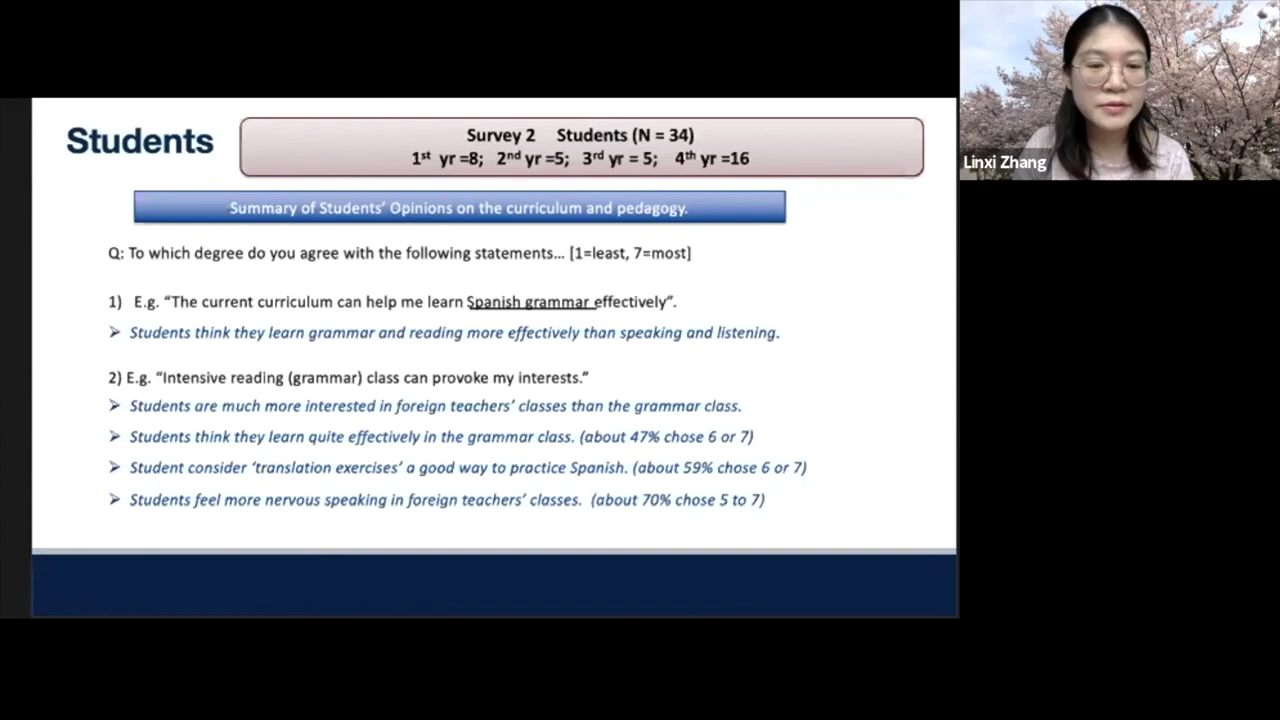 Students
Survey 2 Students (N = 34)
1st yr =8; 2nd yr =5; 3rd yr = 5; 4th yr =16
Summary of Students' Opinions on the curriculum and pedagogy.
Q: To which degree do you agree with the following statements... [1=least, 7=most]
1) E.g. "The current curriculum can help me learn Spanish grammar effectively".
➢ Students think they learn grammar and reading more effectively than speaking and listening.
2) E.g. "Intensive reading (grammar) class can provoke my interests."
➢ Students are much more interested in foreign teachers' classes than the grammar class.
➢ Students think they learn quite effectively in the grammar class. (about 47% chose 6 or 7)
➢ Student consider 'translation exercises' a good way to practice Spanish. (about 59% chose 6 or 7)
➢ Students feel more nervous speaking in foreign teachers' classes. (about 70% chose 5 to 7)
Linxi Zhang